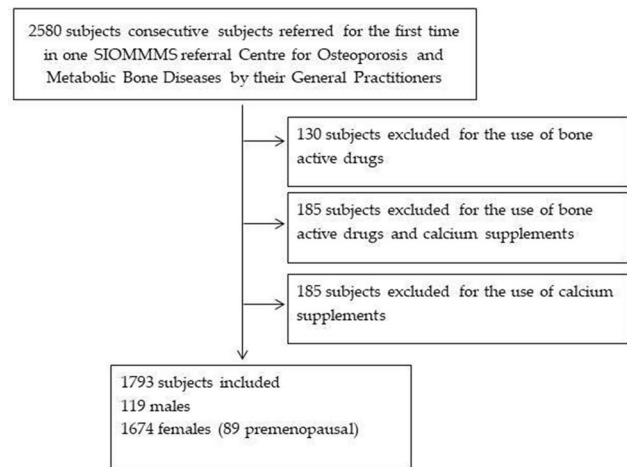 2580 subjects consecutive subjects referred for the first time
in one SIOMMMS referral Centre for Osteoporosis and
Metabolic Bone Diseases by their General Practitioners
130 subjects excluded for the use of bone
active drugs
185 subjects excluded for the use of bone
active drugs and calcium supplements
185 subjects excluded for the use of calcium
supplements
1793 subjects included
119 males
1674 females (89 premenopausal)